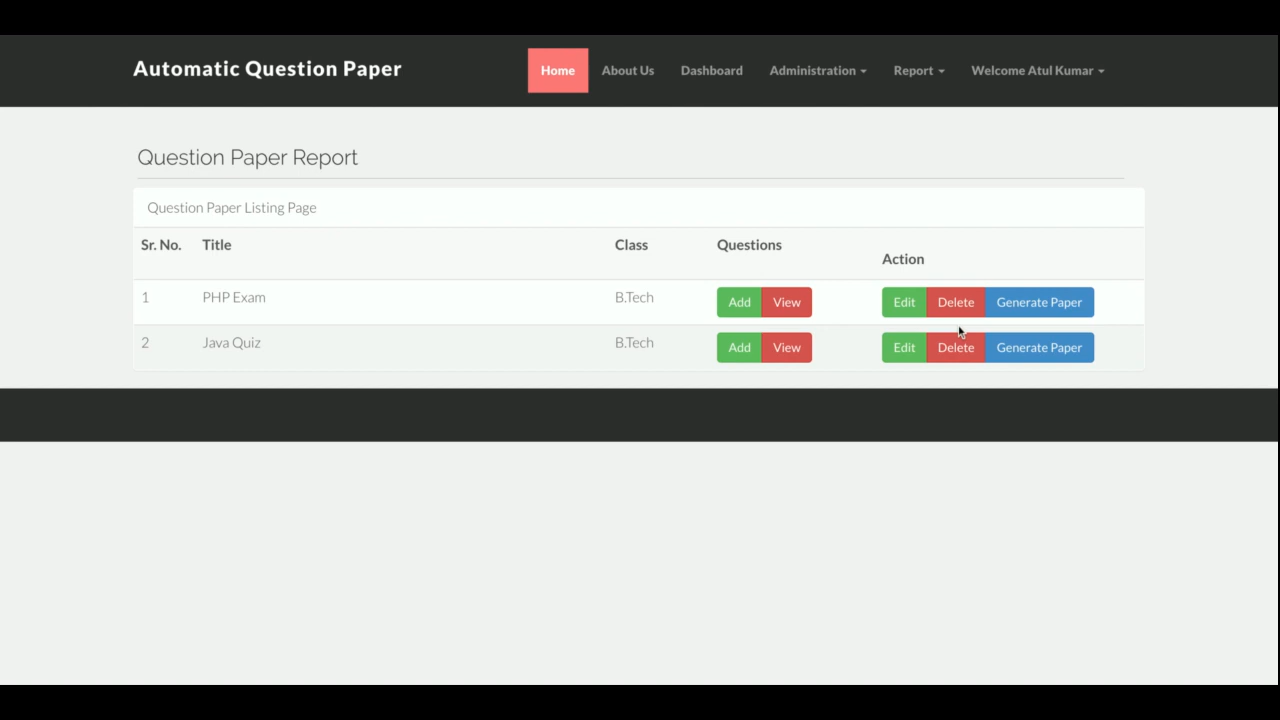 Automatic Question Paper Home About Us Dashboard Administration Report Welcome Atul Kumar
Question Paper Report
Question Paper Listing Page
Sr. No. Title Class Questions Action
1 PHP Exam B.Tech Add View Edit Delete Generate Paper
2 Java Quiz B.Tech Add View Edit Delete Generate Paper